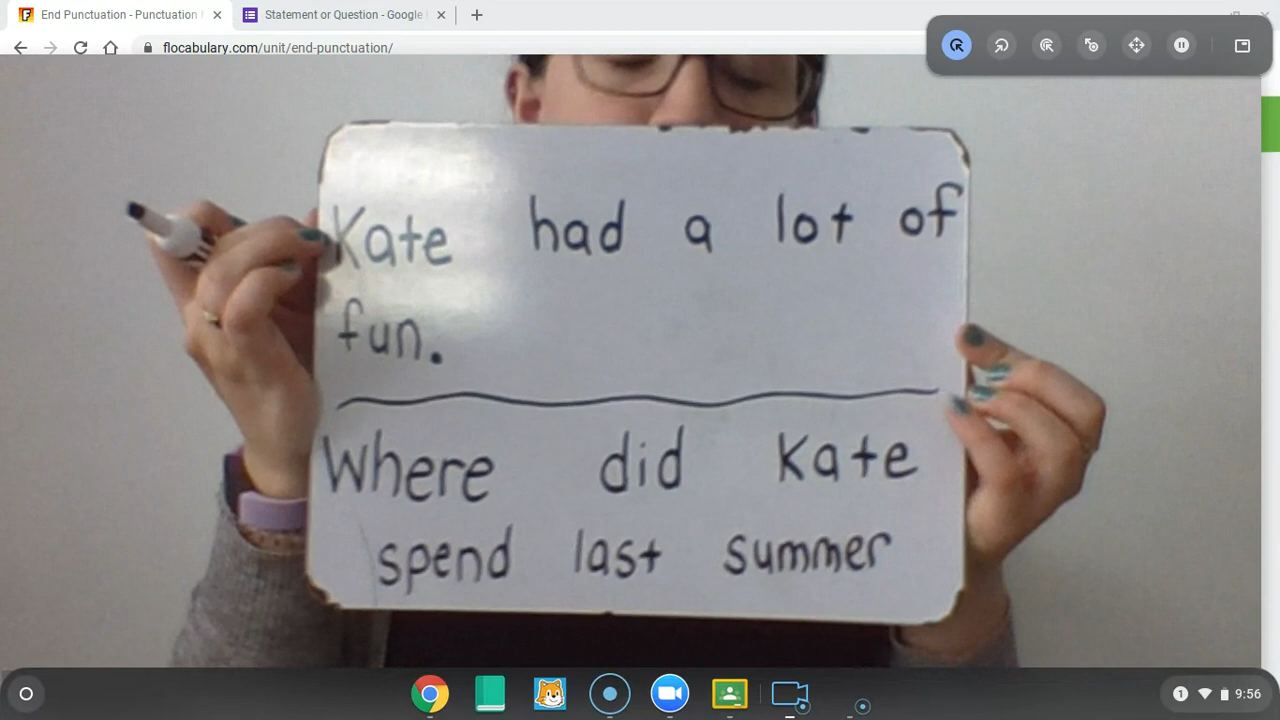 End Punctuation - Punctuation
Statement or Question - Google
flocabulary.com/unit/end-punctuation/
Kate had a lot of
fun.
Where did Kate
spend last summer
1 9:56